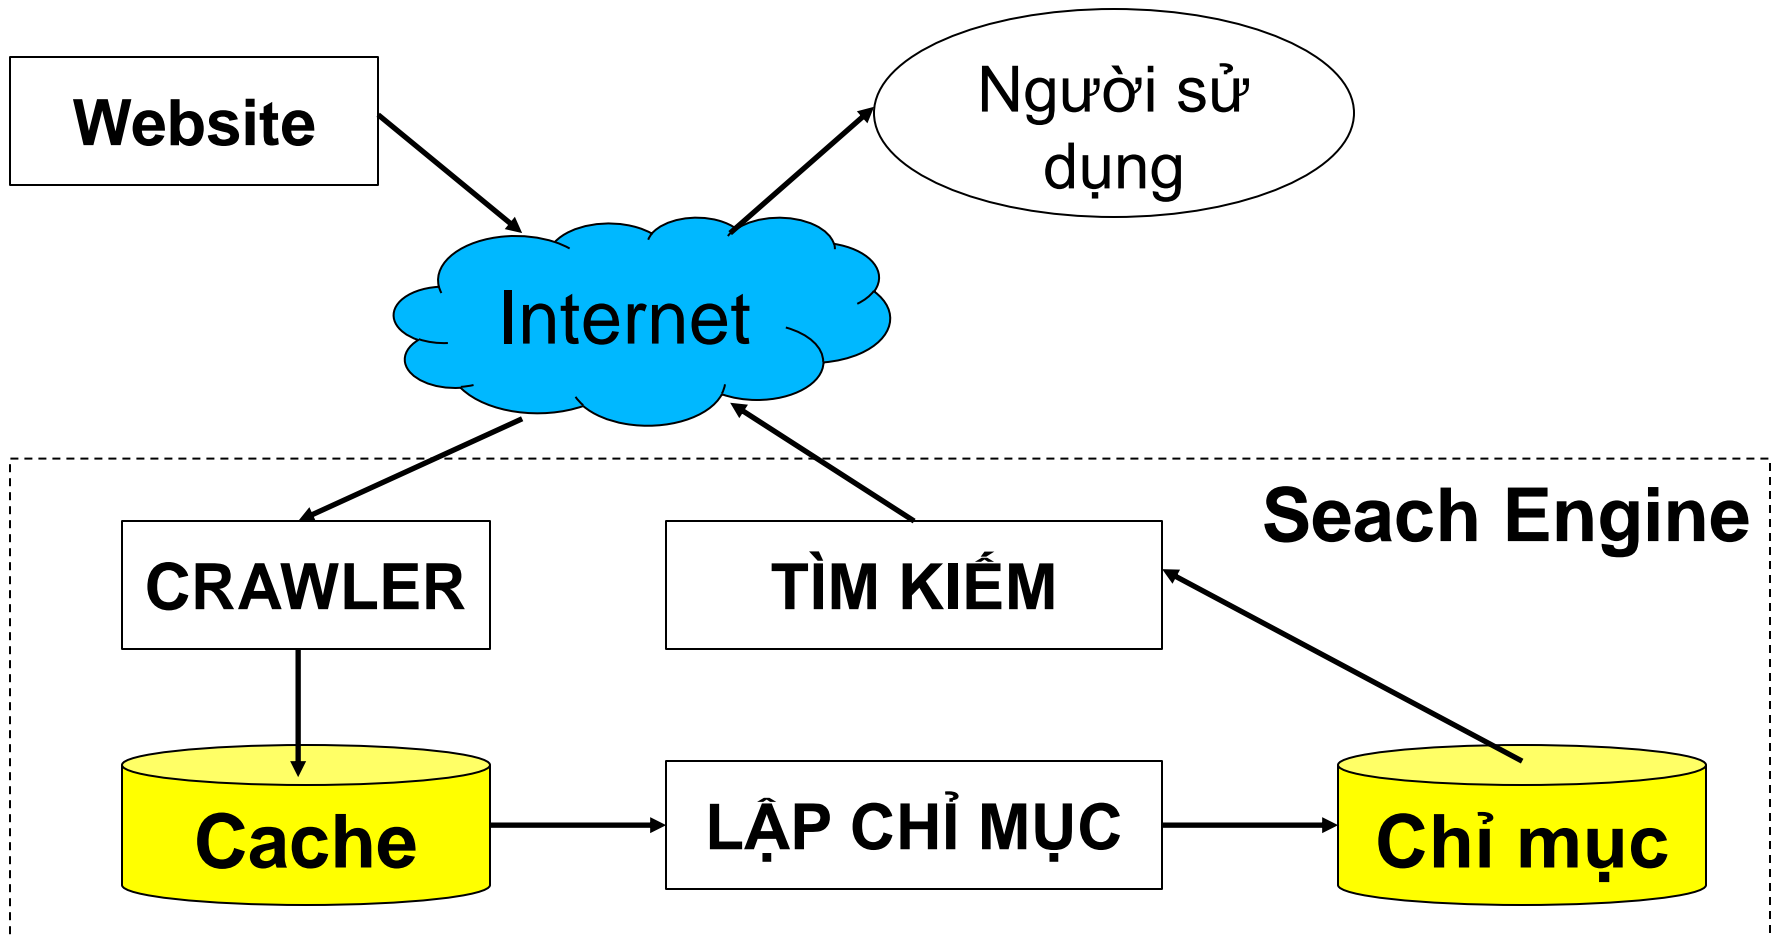 Website
Người sử
dụng
Internet
Seach Engine
CRAWLER
TÌM KIẾM
Cache
LẬP CHỈ MỤC
Chỉ mục